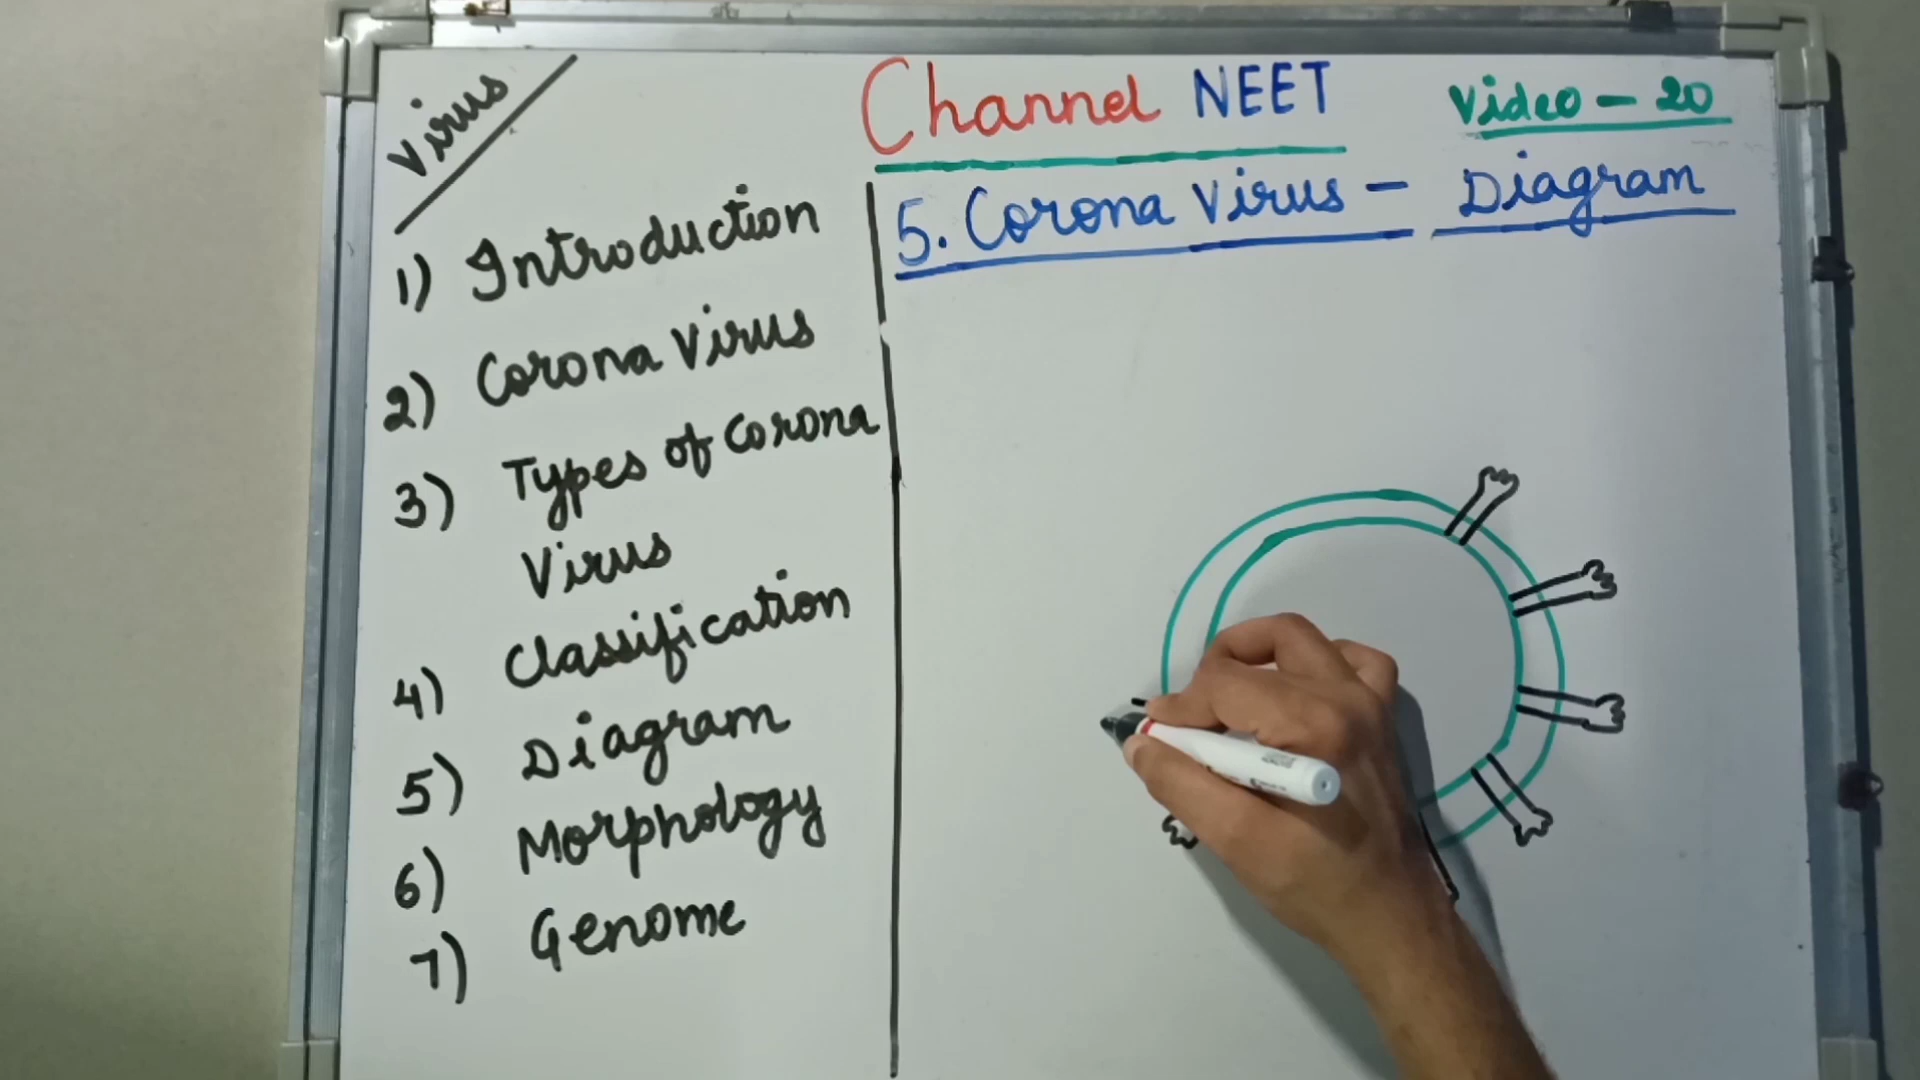 Virus
Channel NEET
Video - 20
5. Corona Virus - Diagram
1) Introduction
2) Corona Virus
3) Types of Corona
Virus
4) Classification
5) Diagram
6) Morphology
7) Genome